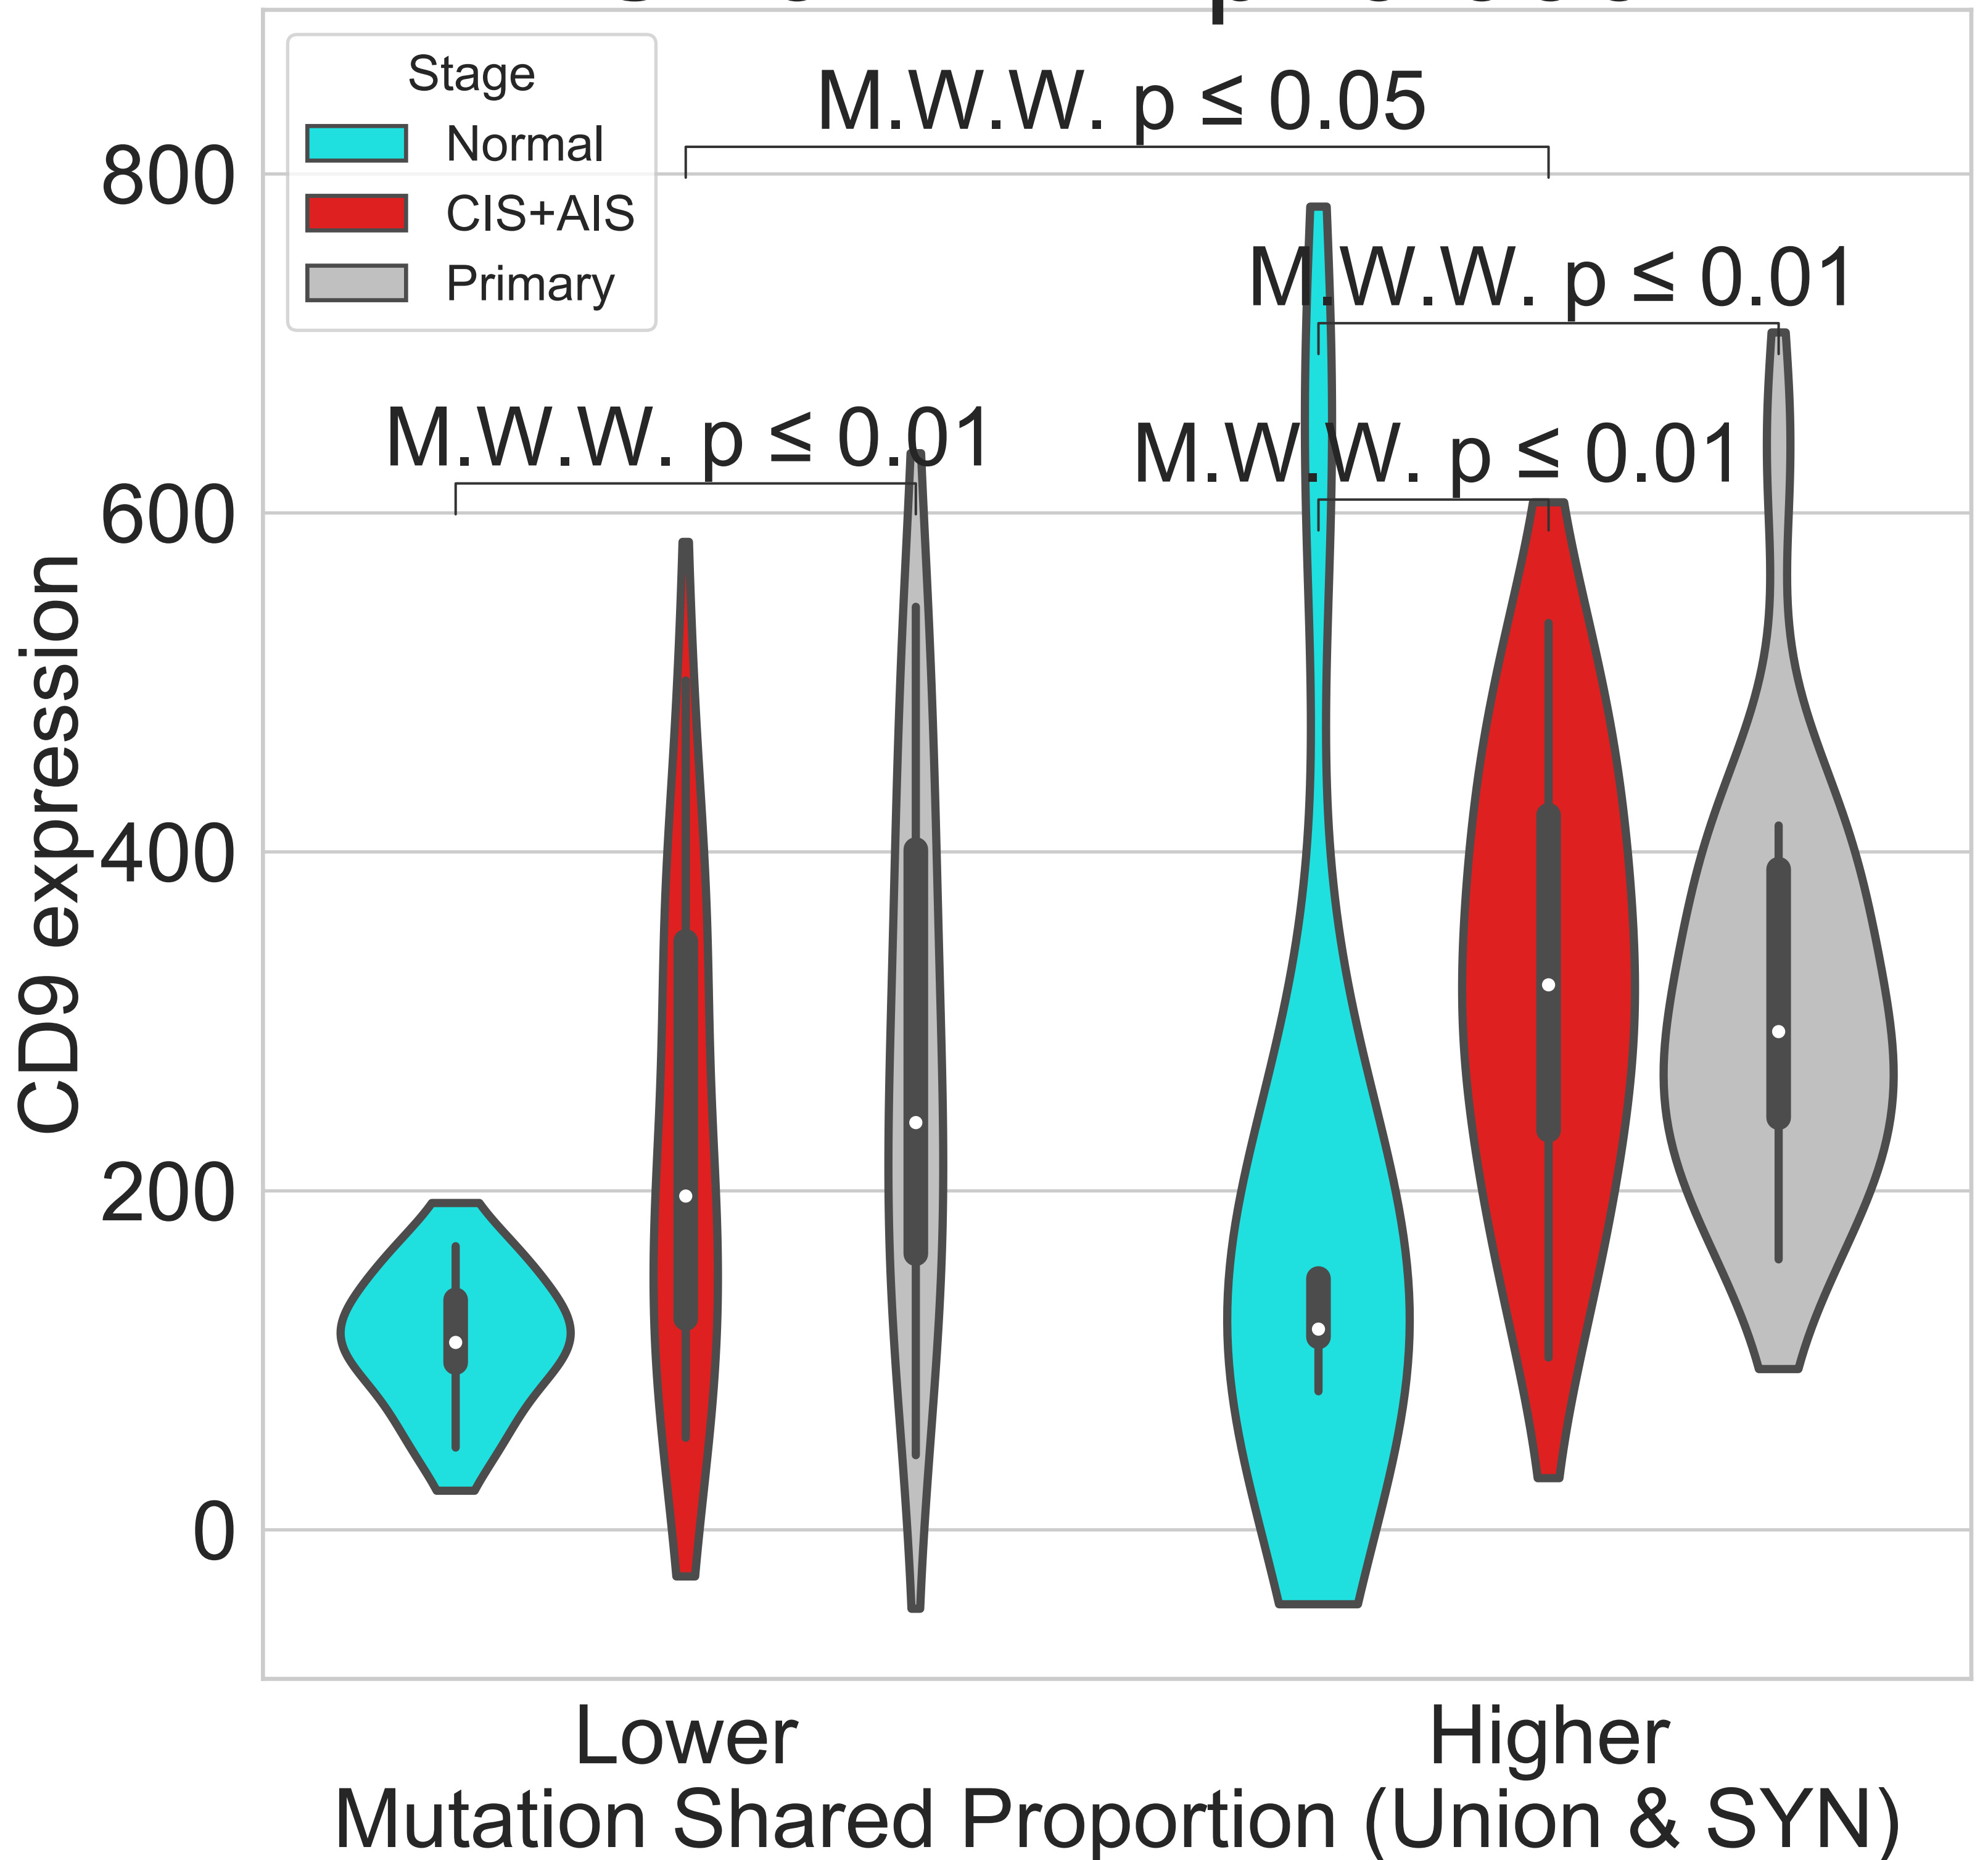 Stage
Normal
CIS+AIS
Primary
M.W.W. p ≤ 0.05
M.W.W. p ≤ 0.01
M.W.W. p ≤ 0.01
M.W.W. p ≤ 0.01
800
600
400
200
0
CD9 expression
Lower
Higher
Mutation Shared Proportion (Union & SYN)